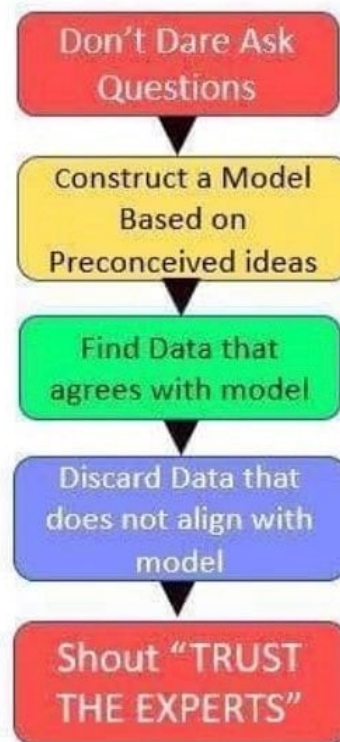 Don't Dare Ask
Questions
Construct a Model
Based on
Preconceived ideas
Find Data that
agrees with model
Discard Data that
does not align with
model
Shout “TRUST
THE EXPERTS”